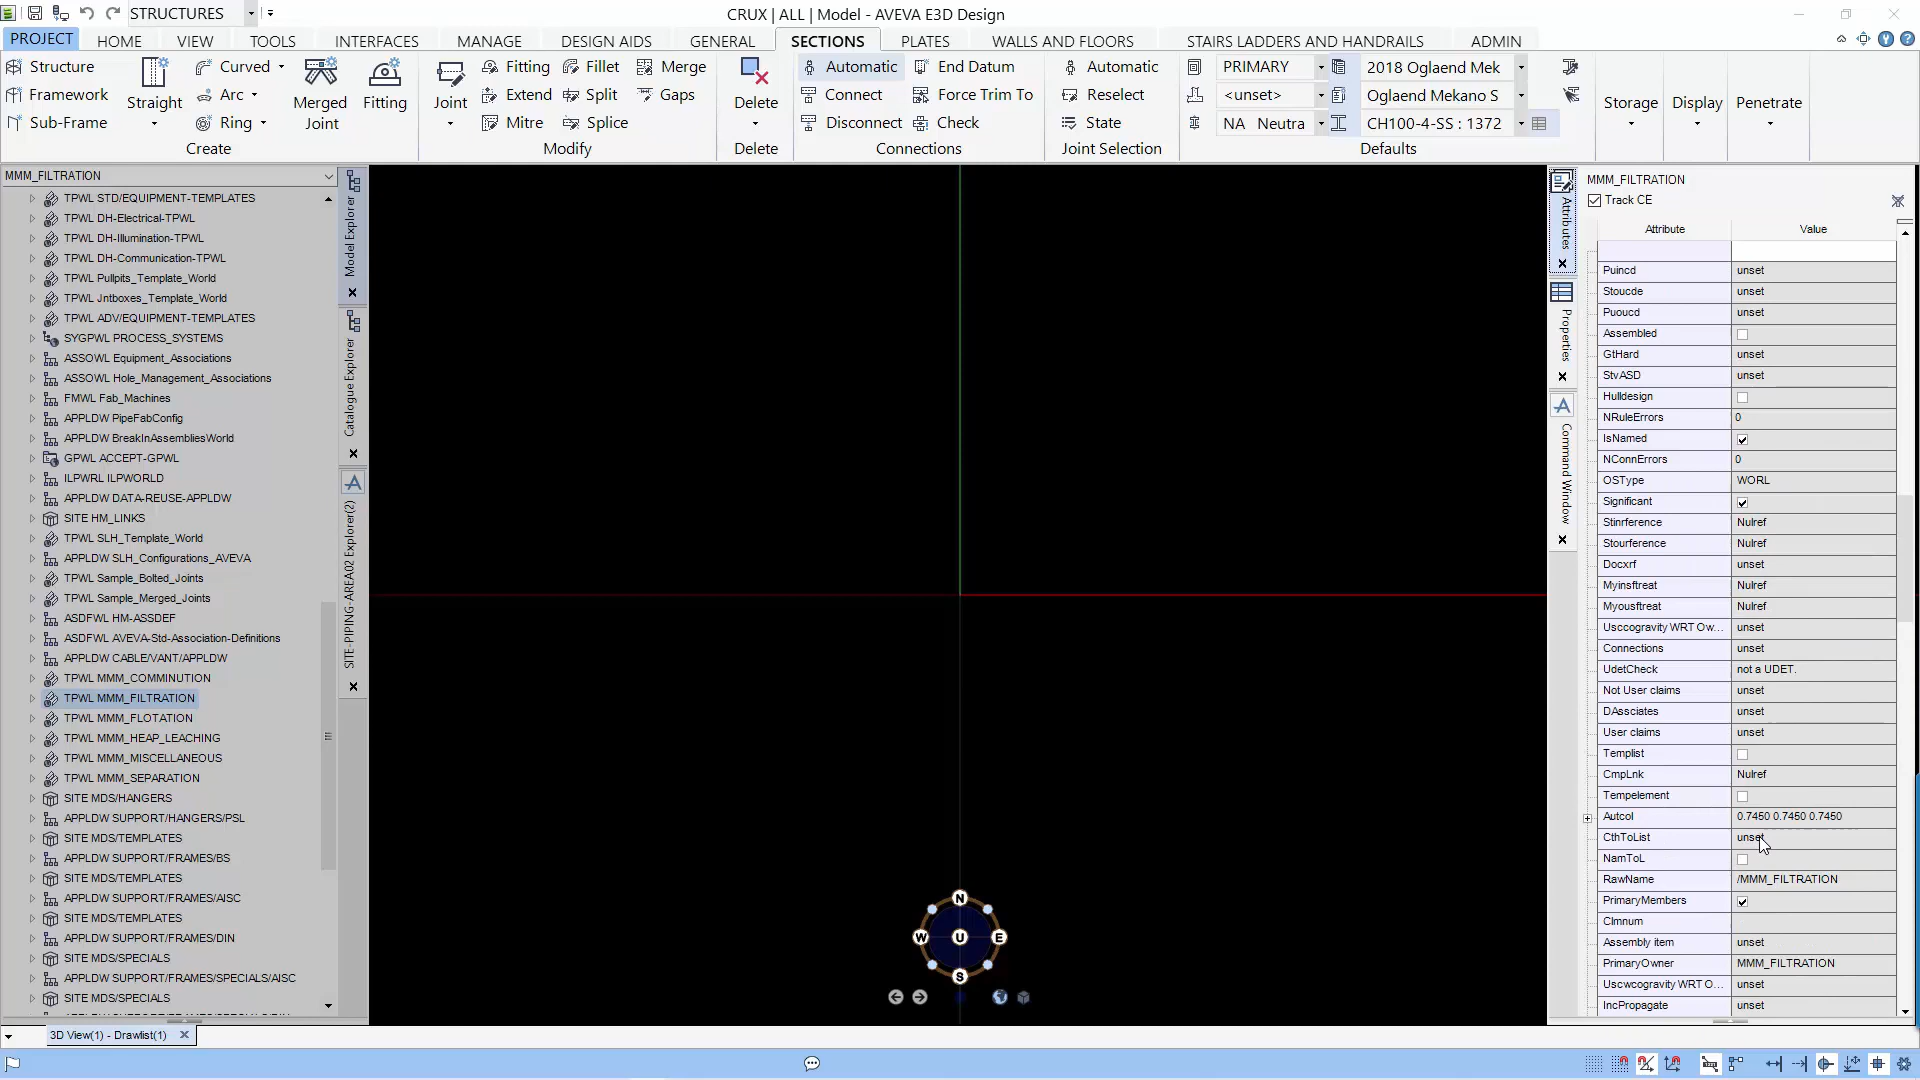 STRUCTURES
CRUX | ALL | Model - AVEVA E3D Design
PROJECT HOME VIEW TOOLS INTERFACES MANAGE DESIGN AIDS GENERAL SECTIONS PLATES WALLS AND FLOORS STAIRS LADDERS AND HANDRAILS ADMIN
Structure
Framework
Sub-Frame
Straight
Curved
Arc
Ring
Merged
Joint
Fitting
Create
Joint
Fitting
Extend
Mitre
Fillet
Split
Splice
Merge
Gaps
Modify
Delete
Delete
Automatic
Connect
Disconnect
End Datum
Force Trim To
Check
Connections
Automatic
Reselect
State
Joint Selection
PRIMARY
<unset>
NA Neutra
2018 Oglaend Mek
Oglaend Mekano S
CH100-4-SS : 1372
Defaults
Storage
Display
Penetrate
MMM_FILTRATION
TPWL STD/EQUIPMENT-TEMPLATES
TPWL DH-Electrical-TPWL
TPWL DH-Illumination-TPWL
TPWL DH-Communication-TPWL
TPWL Pullpits_Template_World
TPWL Jntboxes_Template_World
TPWL ADV/EQUIPMENT-TEMPLATES
SYGPWL PROCESS_SYSTEMS
ASSOWL Equipment_Associations
ASSOWL Hole_Management_Associations
FMWL Fab_Machines
APPLDW PipeFabConfig
APPLDW BreakInAssembliesWorld
GPWL ACCEPT-GPWL
ILPWRL ILPWORLD
APPLDW DATA-REUSE-APPLDW
SITE HM_LINKS
TPWL SLH_Template_World
APPLDW SLH_Configurations_AVEVA
TPWL Sample_Bolted_Joints
TPWL Sample_Merged_Joints
ASDFWL HM-ASSDEF
ASDFWL AVEVA-Std-Association-Definitions
APPLDW CABLE/VANT/APPLDW
TPWL MMM_COMMINUTION
TPWL MMM_FILTRATION
TPWL MMM_FLOTATION
TPWL MMM_HEAP_LEACHING
TPWL MMM_MISCELLANEOUS
TPWL MMM_SEPARATION
SITE MDS/HANGERS
APPLDW SUPPORT/HANGERS/PSL
SITE MDS/TEMPLATES
APPLDW SUPPORT/FRAMES/BS
SITE MDS/TEMPLATES
APPLDW SUPPORT/FRAMES/AISC
SITE MDS/TEMPLATES
APPLDW SUPPORT/FRAMES/DIN
SITE MDS/SPECIALS
APPLDW SUPPORT/FRAMES/SPECIALS/AISC
SITE MDS/SPECIALS
Model Explorer
Catalogue Explorer
SITE-PIPING-AREA02 Explorer(2)
N
W U E
S
Attributes
Properties
Command Window
MMM_FILTRATION
Track CE
Attribute Value
Puincd unset
Stoucde unset
Puoucd unset
Assembled
GtHard unset
StvASD unset
Hulldesign
NRuleErrors 0
IsNamed
NConnErrors 0
OSType WORL
Significant
Stinrference Nulref
Stourference Nulref
Docxrf unset
Myinsftreat Nulref
Myousftreat Nulref
Usccogravity WRT Ow... unset
Connections unset
UdetCheck not a UDET.
Not User claims unset
DAssciates unset
User claims unset
Templist
CmpLnk Nulref
Tempelement
Autcol 0.7450 0.7450 0.7450
CthToList unset
NamToL
RawName /MMM_FILTRATION
PrimaryMembers
Clmnum
Assembly item unset
PrimaryOwner MMM_FILTRATION
Uscwcogravity WRT O... unset
IncPropagate unset
3D View(1) - Drawlist(1)